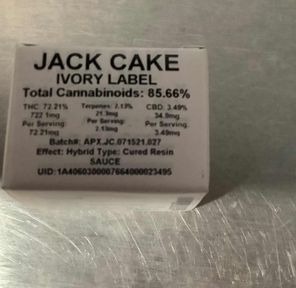 JACK CAKE
IVORY LABEL
Total Cannabinoids: 85.66%
THC: 72.21% Terpenes: 2.13% CBD: 3.49%
722.1mg 21.3mg 34.9mg
Per Serving: Per Serving: Per Serving:
72.21mg 2.13mg 3.49mg
Batch#: APX.JC.071521.027
Effect: Hybrid Type: Cured Resin
SAUCE
UID: 1A4060300007664000023495